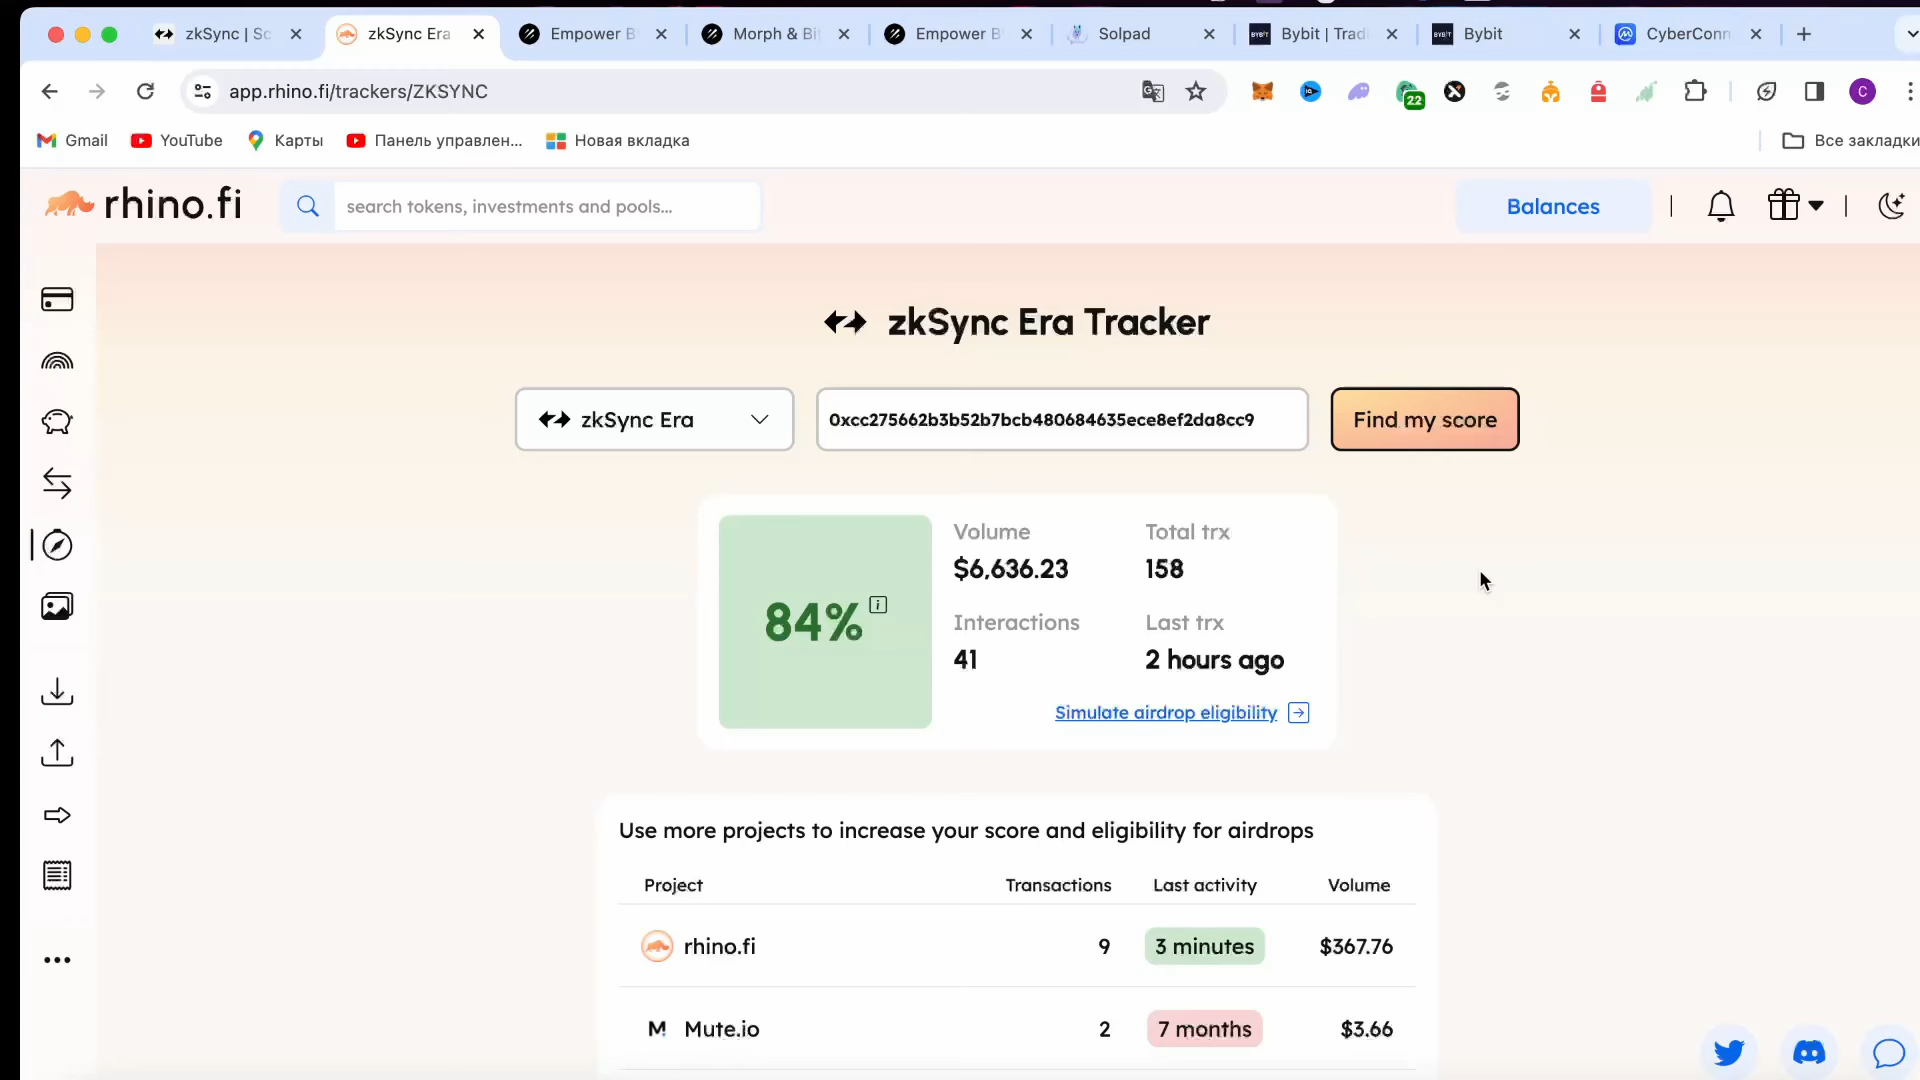 zkSync | Sc
zkSync Era
Empower B
Morph & Bi
Empower B
Solpad
Bybit | Trad
Bybit
CyberConn
app.rhino.fi/trackers/ZKSYNC
22
C
Gmail
YouTube
Карты
Панель управлен...
Новая вкладка
Все закладки
rhino.fi
search tokens, investments and pools...
Balances
zkSync Era Tracker
zkSync Era
0xcc275662b3b52b7bcb480684635ece8ef2da8cc9
Find my score
84%
Volume
Total trx
$6,636.23
158
Interactions
Last trx
41
2 hours ago
Simulate airdrop eligibility
Use more projects to increase your score and eligibility for airdrops
Project Transactions Last activity Volume
rhino.fi 9 3 minutes $367.76
M. Mute.io 2 7 months $3.66